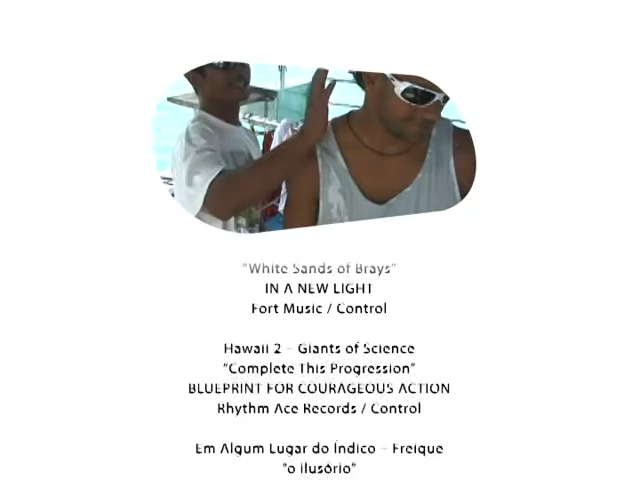 "White Sands of Brays"
IN A NEW LIGHT
Fort Music / Control
Hawaii 2 – Giants of Science
"Complete This Progression"
BLUEPRINT FOR COURAGEOUS ACTION
Rhythm Ace Records / Control
Em Algum Lugar do Índico – Freique
"o ilusório"